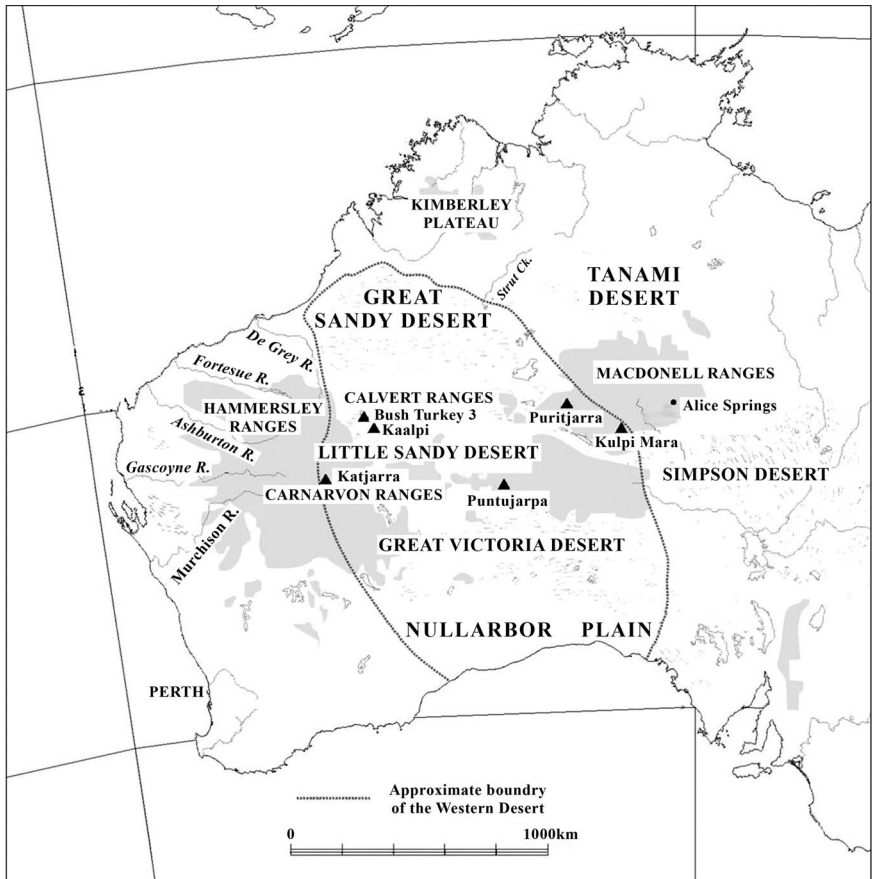 KIMBERLEY
PLATEAU
Strut Ck.
TANAMI
DESERT
GREAT
SANDY DESERT
De Grey R.
Fortesue R.
MACDONELL RANGES
CALVERT RANGES
Alice Springs
HAMMERSLEY
RANGES
Bush Turkey 3
Puritjarra
Kaalpi
Ashburton R.
Kulpi Mara
LITTLE SANDY DESERT
Gascoyne R.
Katjarra
SIMPSON DESERT
CARNARVON RANGES
Puntujarpa
Murchison R.
GREAT VICTORIA DESERT
NULLARBOR PLAIN
PERTH
Approximate boundry
of the Western Desert
0 1000km